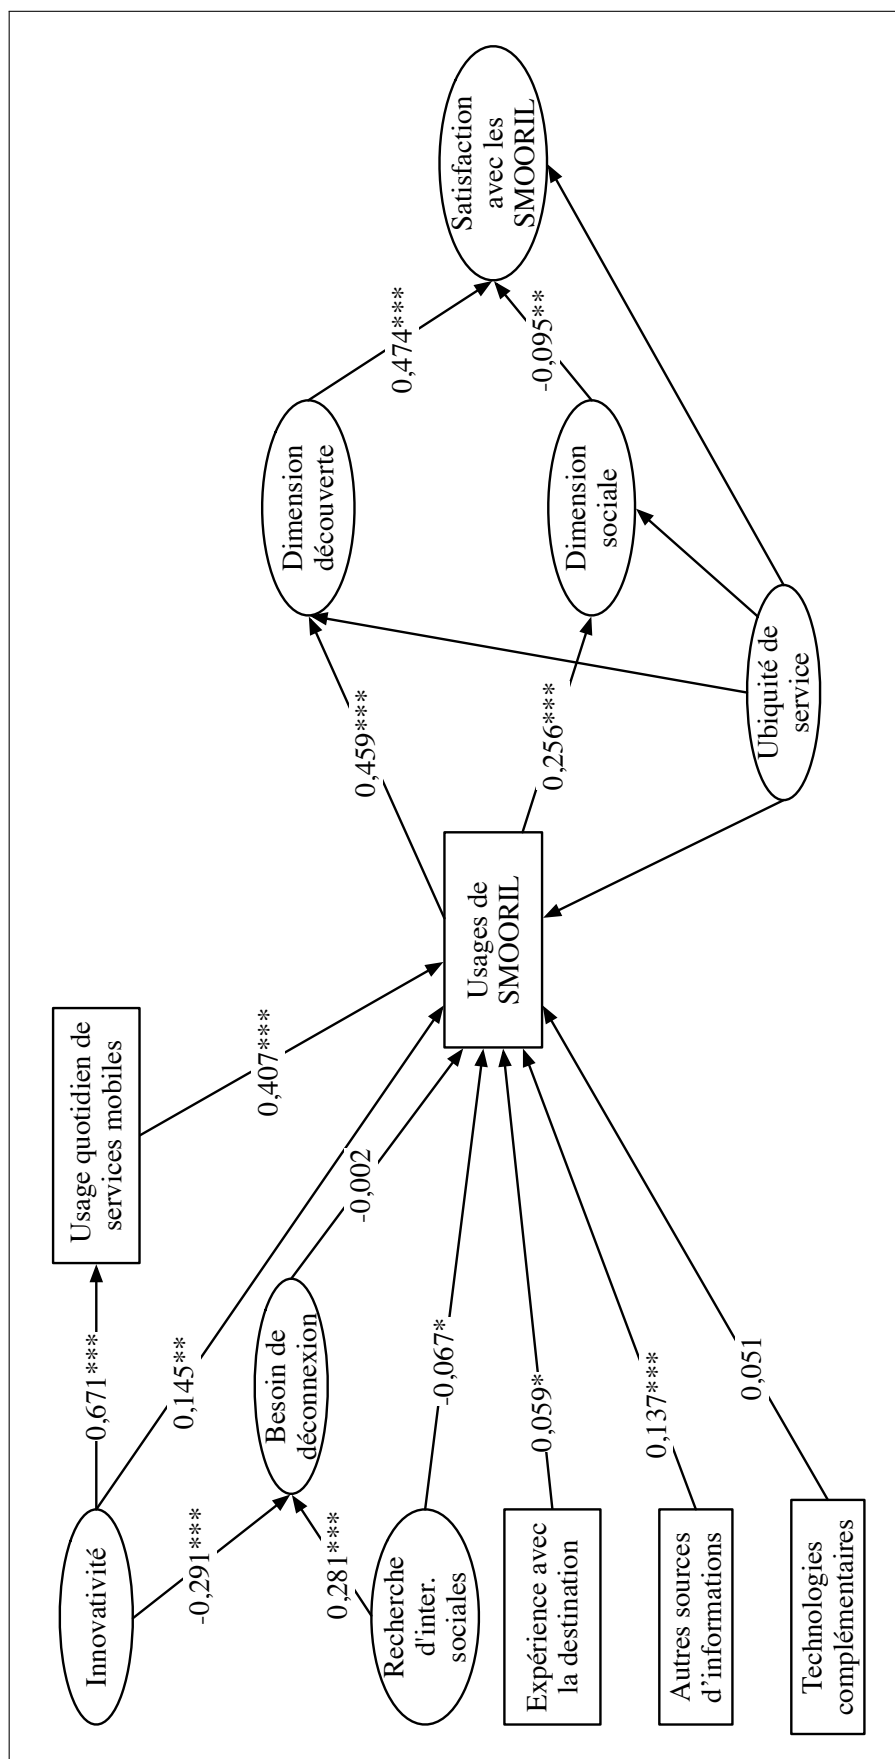 Innovativité
Usage quotidien de
services mobiles
0,671***
0,145**
-0,291***
0,407***
Besoin de
déconnexion
-0,002
0,281***
Recherche
d'inter.
sociales
-0,067*
Expérience avec
la destination
0,059*
Autres sources
d’informations
0,137***
Technologies
complémentaires
0,051
Usages de
SMOORIL
0,459***
0,256***
Dimension
découverte
Dimension
sociale
0,474***
-0,095**
Satisfaction
avec les
SMOORIL
Ubiquité de
service